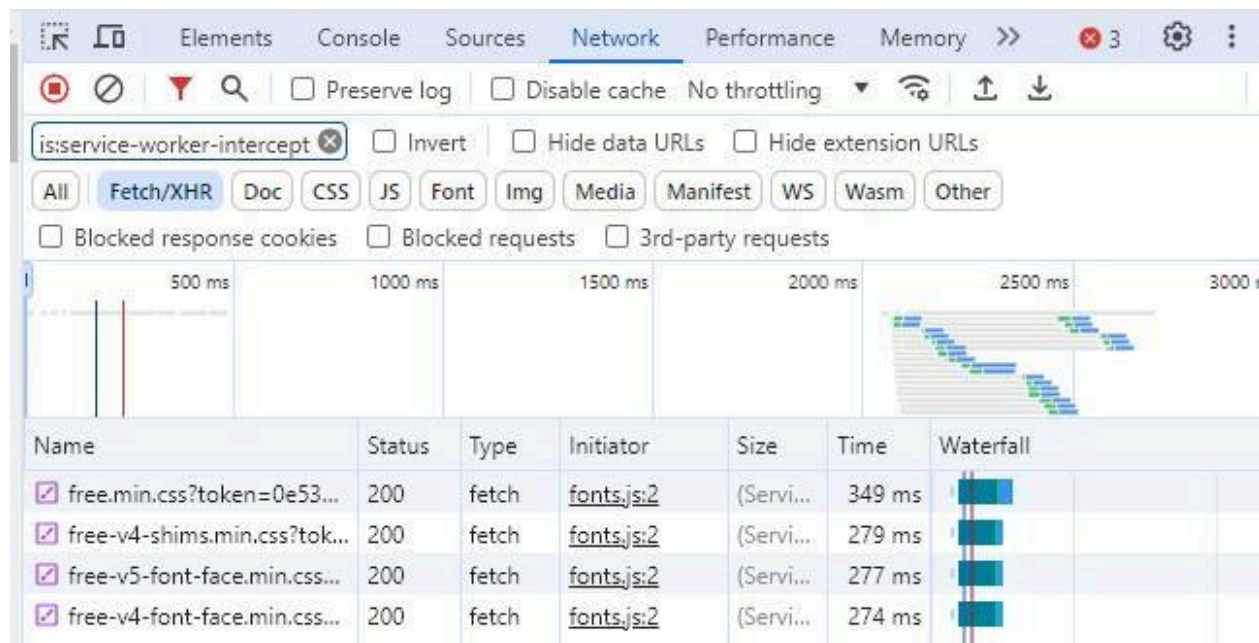 Elements Console Sources Network Performance Memory >> 3
Preserve log Disable cache No throttling
is:service-worker-intercept Invert Hide data URLs Hide extension URLs
All Fetch/XHR Doc CSS JS Font Img Media Manifest WS Wasm Other
Blocked response cookies Blocked requests 3rd-party requests
500 ms 1000 ms 1500 ms 2000 ms 2500 ms 3000
Name Status Type Initiator Size Time Waterfall
free.min.css?token=0e53... 200 fetch fonts.js:2 (Servi... 349 ms
free-v4-shims.min.css?tok... 200 fetch fonts.js:2 (Servi... 279 ms
free-v5-font-face.min.css... 200 fetch fonts.js:2 (Servi... 277 ms
free-v4-font-face.min.css... 200 fetch fonts.js:2 (Servi... 274 ms